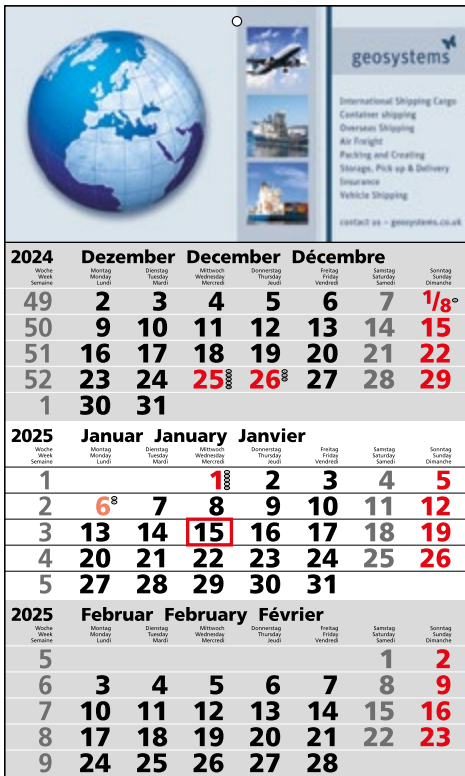 geosystems
International Shipping Cargo
Container shipping
Overseas Shipping
Air Freight
Packing and Creating
Storage, Pick up & Delivery
Insurance
Vehicle Shipping
contact us - geosystems.co.uk
2024 Dezember December Décembre
Woche Montag Dienstag Mittwoch Donnerstag Freitag Samstag Sonntag
Week Monday Tuesday Wednesday Thursday Friday Saturday Sunday
Semaine Lundi Mardi Mercredi Jeudi Vendredi Samedi Dimanche
49 2 3 4 5 6 7 1/8
50 9 10 11 12 13 14 15
51 16 17 18 19 20 21 22
52 23 24 25 26 27 28 29
1 30 31
2025 Januar January Janvier
Woche Montag Dienstag Mittwoch Donnerstag Freitag Samstag Sonntag
Week Monday Tuesday Wednesday Thursday Friday Saturday Sunday
Semaine Lundi Mardi Mercredi Jeudi Vendredi Samedi Dimanche
1 1 2 3 4 5
2 6 7 8 9 10 11 12
3 13 14 15 16 17 18 19
4 20 21 22 23 24 25 26
5 27 28 29 30 31
2025 Februar February Février
Woche Montag Dienstag Mittwoch Donnerstag Freitag Samstag Sonntag
Week Monday Tuesday Wednesday Thursday Friday Saturday Sunday
Semaine Lundi Mardi Mercredi Jeudi Vendredi Samedi Dimanche
5 1 2
6 3 4 5 6 7 8 9
7 10 11 12 13 14 15 16
8 17 18 19 20 21 22 23
9 24 25 26 27 28